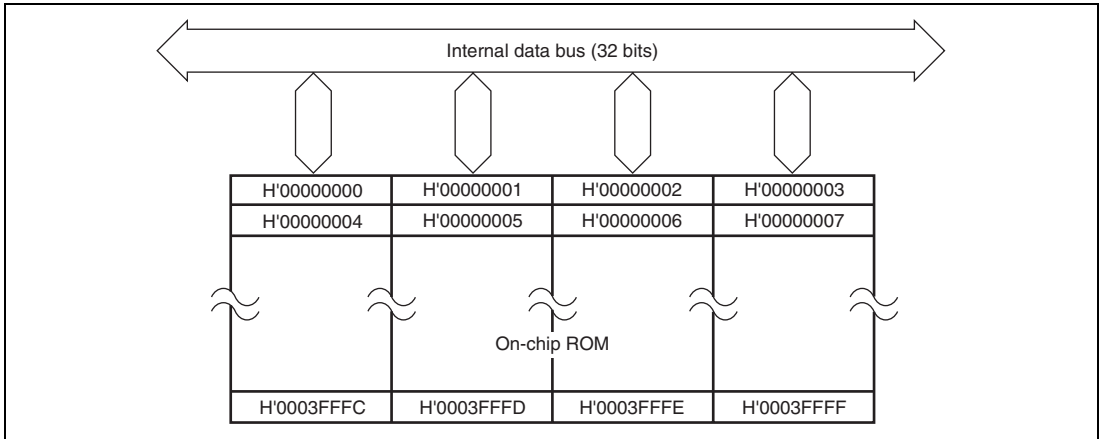 Internal data bus (32 bits)
H'00000000 H'00000001 H'00000002 H'00000003
H'00000004 H'00000005 H'00000006 H'00000007
On-chip ROM
H'0003FFFC H'0003FFFD H'0003FFFE H'0003FFFF